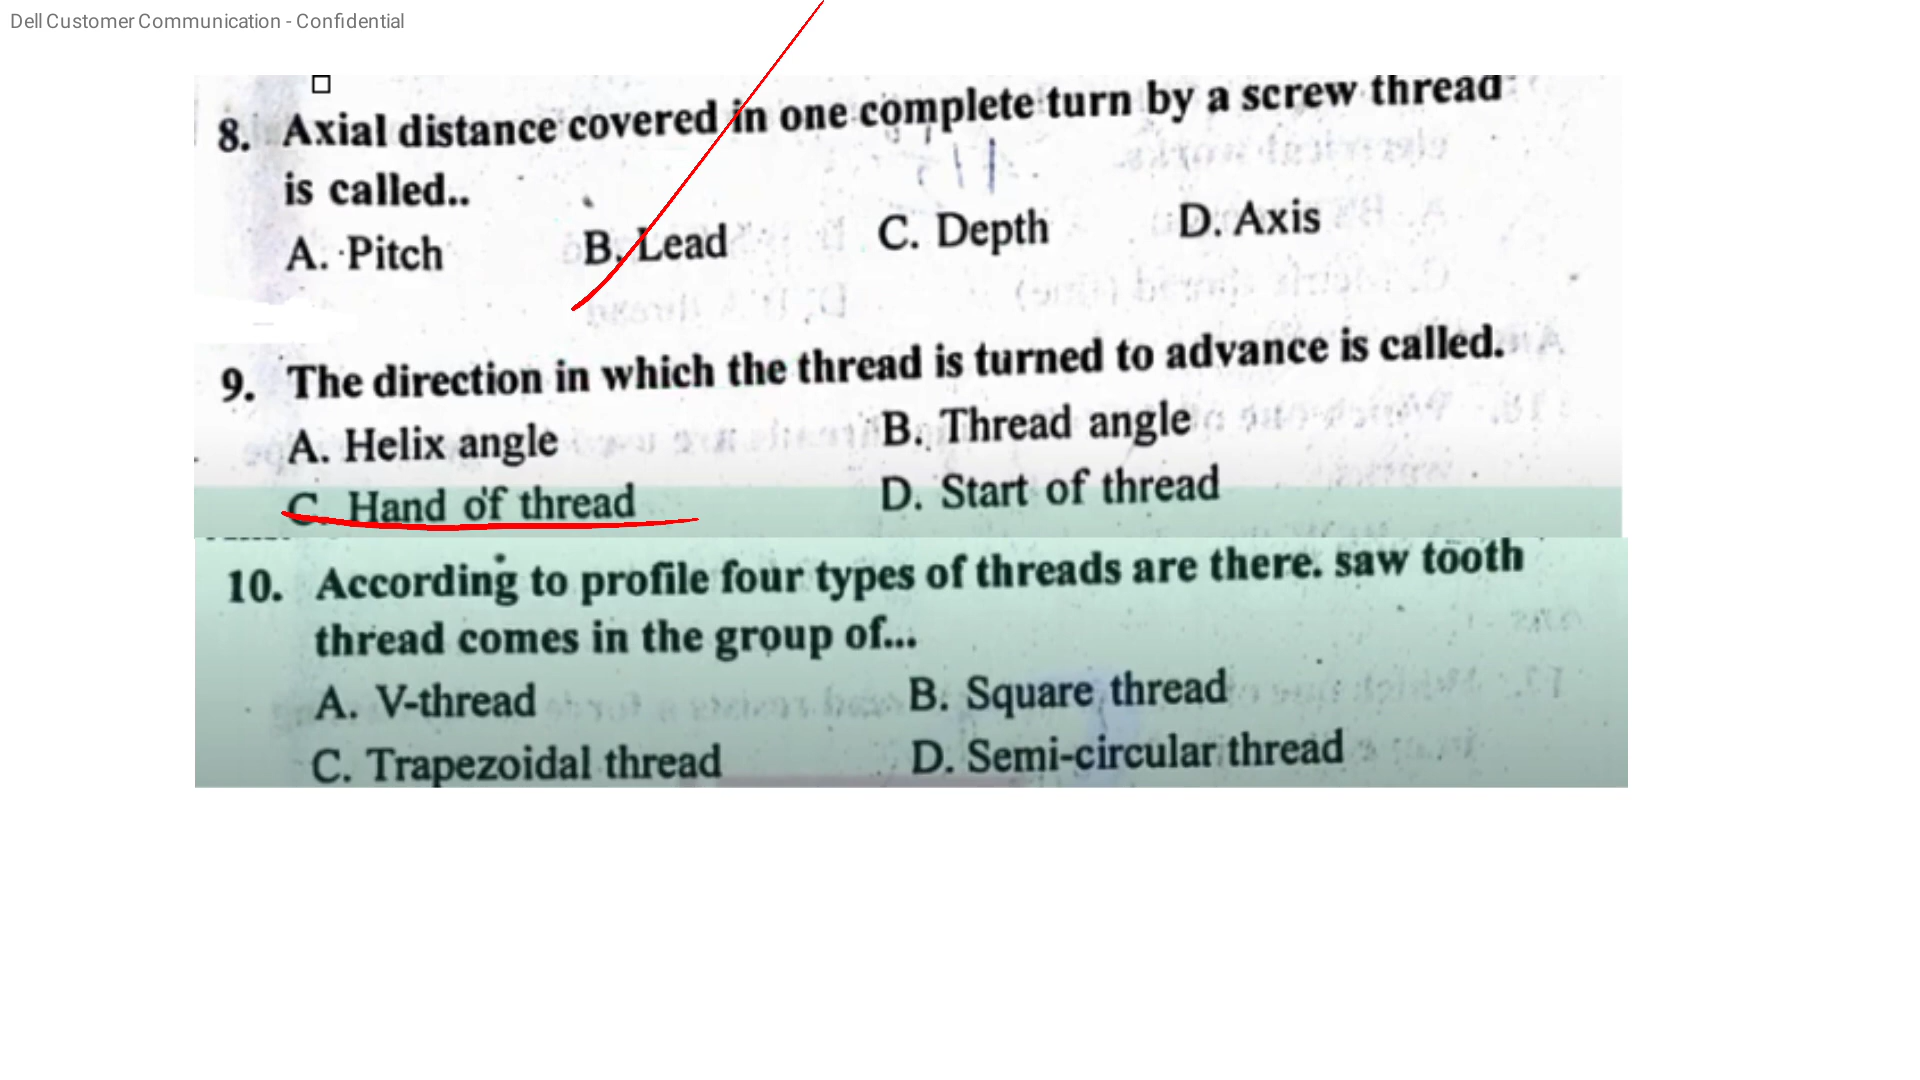 Dell Customer Communication - Confidential
8. Axial distance covered in one complete turn by a screw thread
is called..
A. Pitch B. Lead C. Depth D. Axis
9. The direction in which the thread is turned to advance is called.
A. Helix angle B. Thread angle
C. Hand of thread D. Start of thread
10. According to profile four types of threads are there. saw tooth
thread comes in the group of...
A. V-thread B. Square thread
C. Trapezoidal thread D. Semi-circular thread